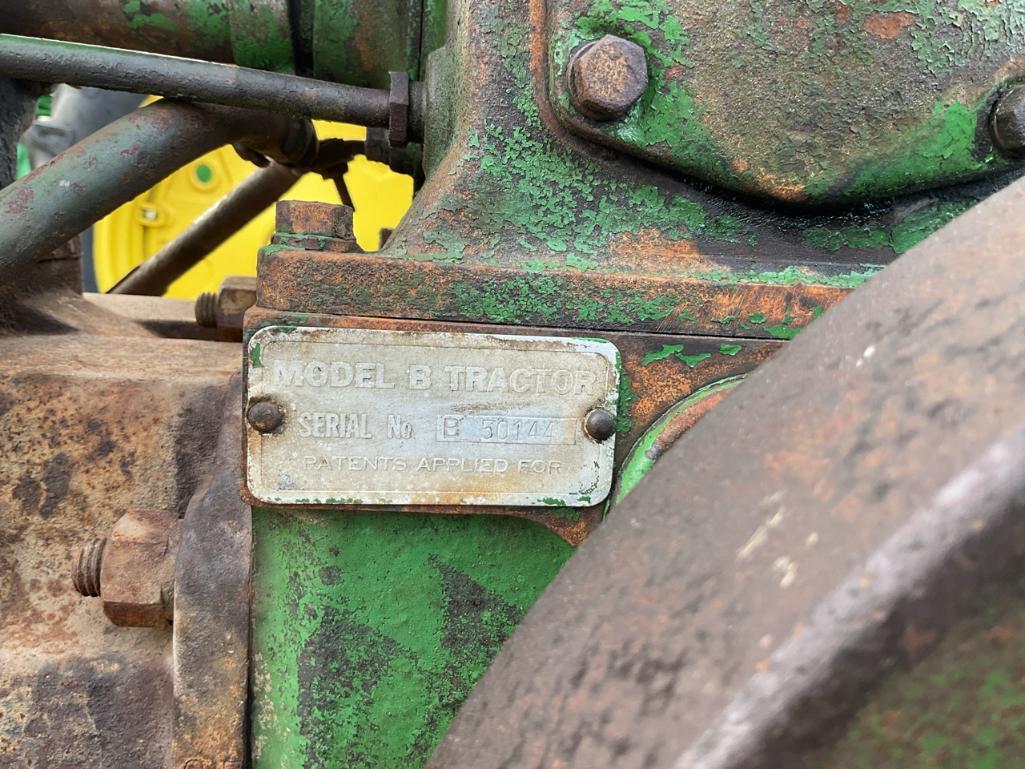 MODEL B TRACTOR
SERIAL No. B 50144
PATENTS APPLIED FOR